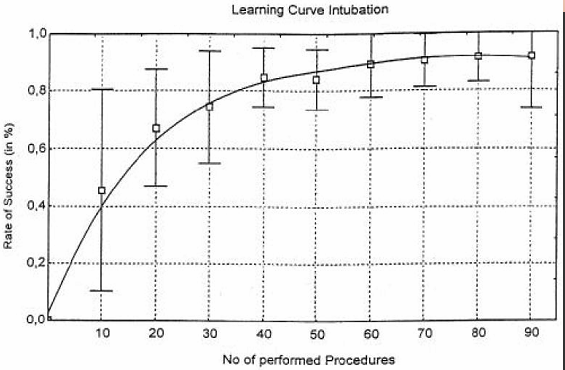 Learning Curve Intubation
Rate of Success (in %)
1,0
0,8
0,6
0,4
0,2
0,0
10 20 30 40 50 60 70 80 90
No of performed Procedures